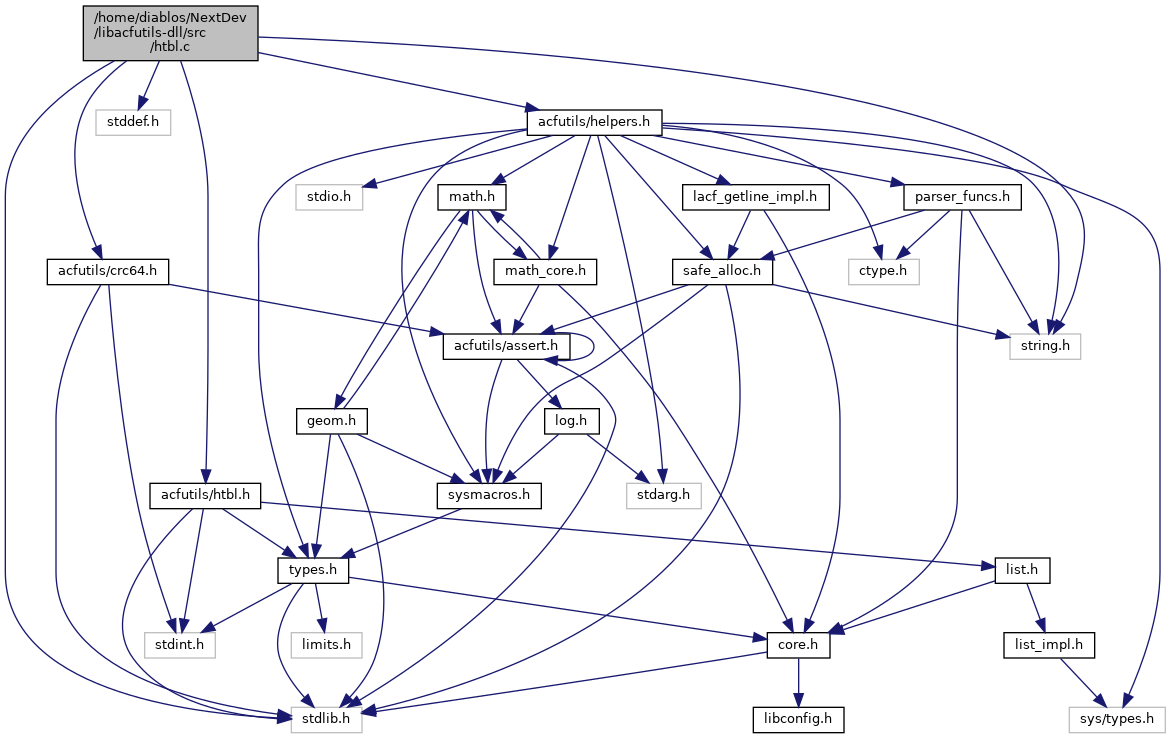 /home/diablos/NextDev
/libacfutils-dll/src
/htbl.c
stddef.h
acfutils/helpers.h
stdio.h
math.h
lacf_getline_impl.h
parser_funcs.h
acfutils/crc64.h
math_core.h
safe_alloc.h
ctype.h
acfutils/assert.h
string.h
geom.h
log.h
acfutils/htbl.h
sysmacros.h
stdarg.h
types.h
list.h
stdint.h
limits.h
core.h
list_impl.h
stdlib.h
libconfig.h
sys/types.h